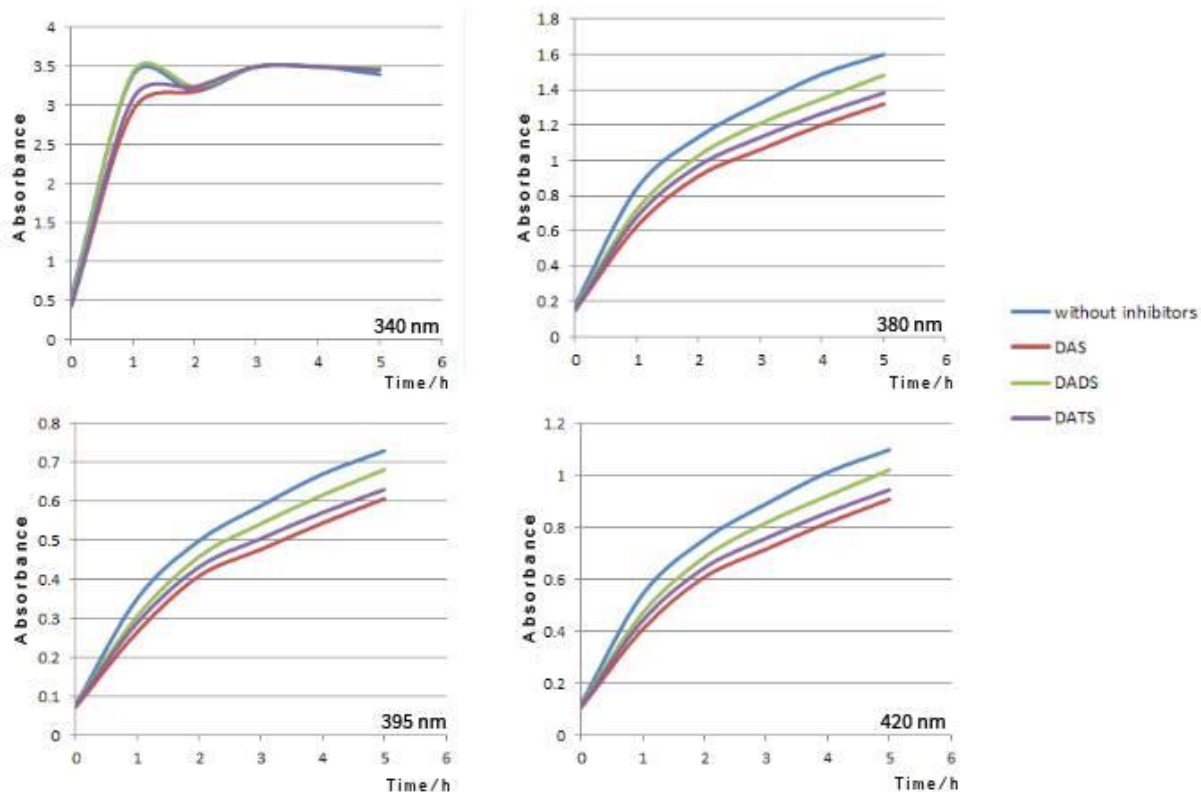 Absorbance
4
3.5
3
2.5
2
1.5
1
0.5
0
0 1 2 3 4 5 6
340 nm
Time/h
Absorbance
1.8
1.6
1.4
1.2
1
0.8
0.6
0.4
0.2
0
0 1 2 3 4 5 6
380 nm
Time/h
without inhibitors
DAS
DADS
DATS
Absorbance
0.8
0.7
0.6
0.5
0.4
0.3
0.2
0.1
0
0 1 2 3 4 5 6
395 nm
Time/h
Absorbance
1.2
1
0.8
0.6
0.4
0.2
0
0 1 2 3 4 5 6
420 nm
Time/h